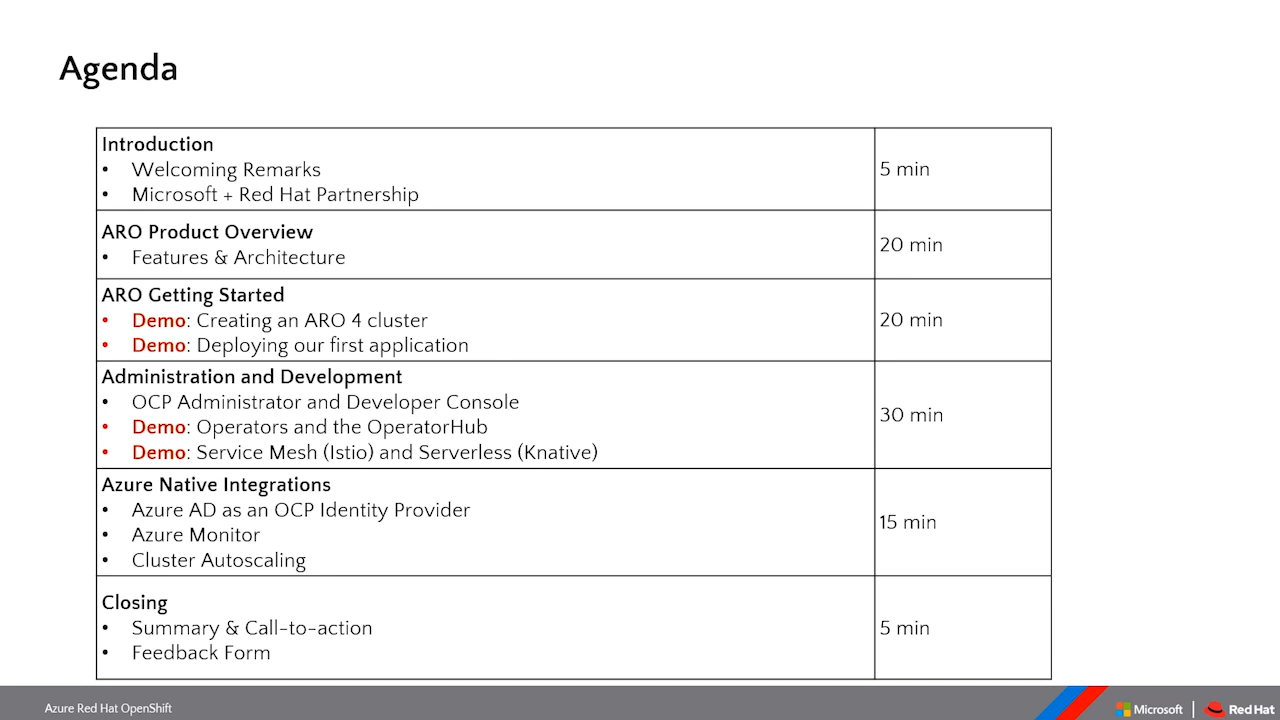 Agenda
Introduction
• Welcoming Remarks
• Microsoft + Red Hat Partnership
5 min
ARO Product Overview
• Features & Architecture
20 min
ARO Getting Started
• Demo: Creating an ARO 4 cluster
• Demo: Deploying our first application
20 min
Administration and Development
• OCP Administrator and Developer Console
• Demo: Operators and the OperatorHub
• Demo: Service Mesh (Istio) and Serverless (Knative)
30 min
Azure Native Integrations
• Azure AD as an OCP Identity Provider
• Azure Monitor
• Cluster Autoscaling
15 min
Closing
• Summary & Call-to-action
• Feedback Form
5 min
Azure Red Hat OpenShift
Microsoft | Red Hat